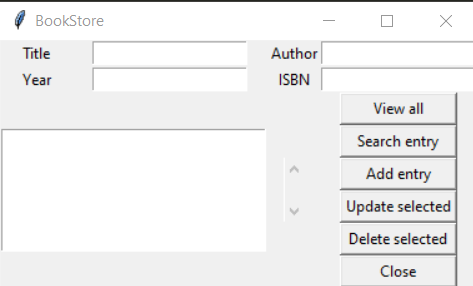 BookStore
Title Author
Year ISBN
View all
Search entry
Add entry
Update selected
Delete selected
Close